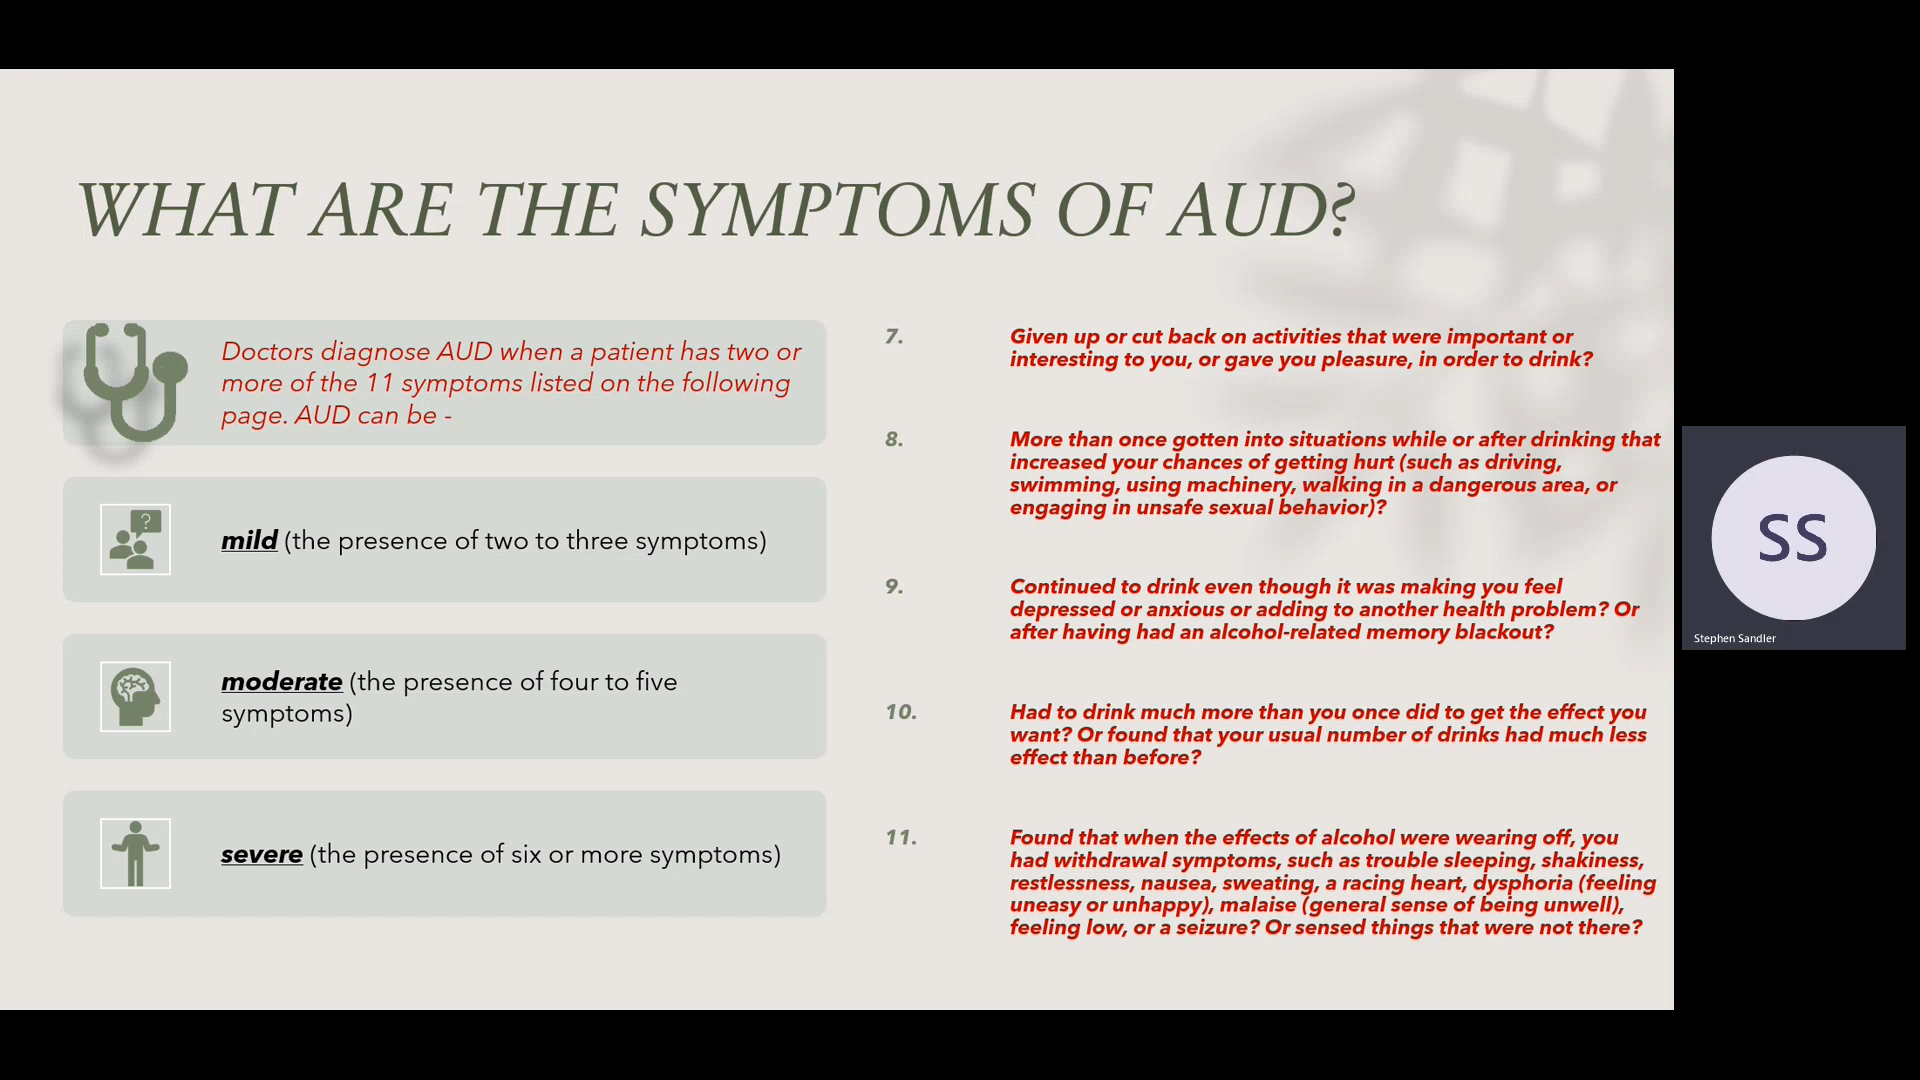 WHAT ARE THE SYMPTOMS OF AUD?
Doctors diagnose AUD when a patient has two or
more of the 11 symptoms listed on the following
page. AUD can be -
?
mild (the presence of two to three symptoms)
moderate (the presence of four to five
symptoms)
severe (the presence of six or more symptoms)
7. Given up or cut back on activities that were important or
interesting to you, or gave you pleasure, in order to drink?
8. More than once gotten into situations while or after drinking that
increased your chances of getting hurt (such as driving,
swimming, using machinery, walking in a dangerous area, or
engaging in unsafe sexual behavior)?
9. Continued to drink even though it was making you feel
depressed or anxious or adding to another health problem? Or
after having had an alcohol-related memory blackout?
10. Had to drink much more than you once did to get the effect you
want? Or found that your usual number of drinks had much less
effect than before?
11. Found that when the effects of alcohol were wearing off, you
had withdrawal symptoms, such as trouble sleeping, shakiness,
restlessness, nausea, sweating, a racing heart, dysphoria (feeling
uneasy or unhappy), malaise (general sense of being unwell),
feeling low, or a seizure? Or sensed things that were not there?
SS
Stephen Sandler